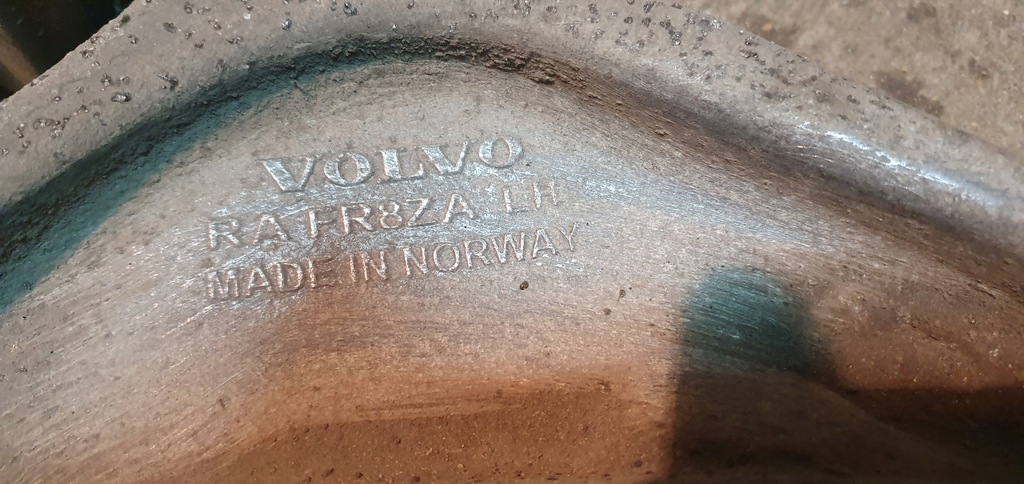 VOLVO
RA FR8ZA LH
MADE IN NORWAY